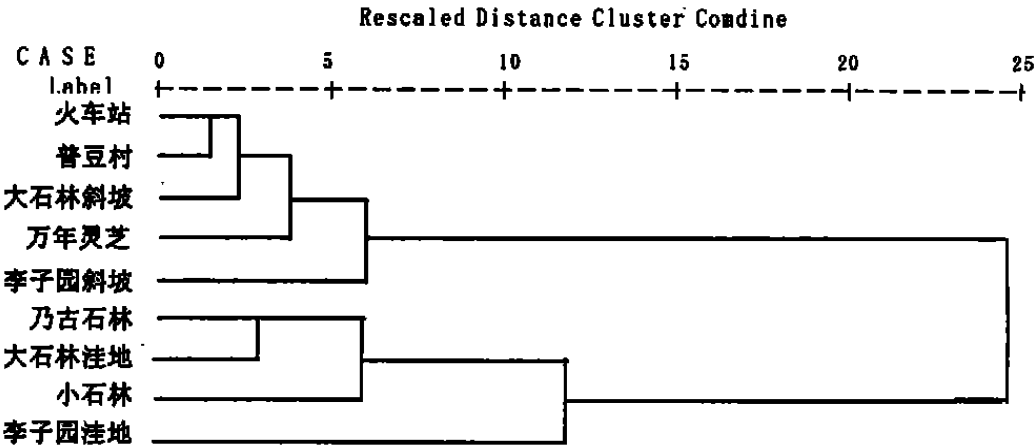 Rescaled Distance Cluster Comdine
CASE 0 5 10 15 20 25
Label
火车站
普豆村
大石林斜坡
万年灵芝
李子园斜坡
乃古石林
大石林洼地
小石林
李子园洼地